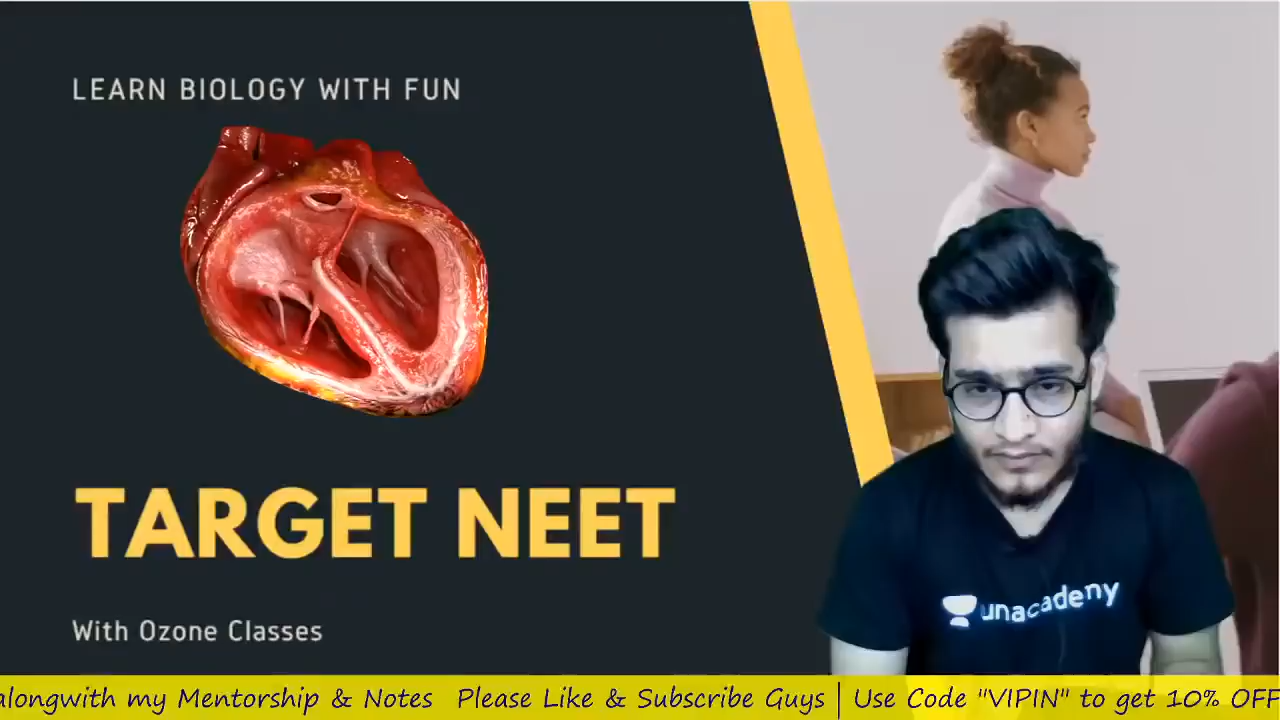 LEARN BIOLOGY WITH FUN
TARGET NEET
With Ozone Classes
unacademy
alongwith my Mentorship & Notes Please Like & Subscribe Guys | Use Code "VIPIN" to get 10% OFF